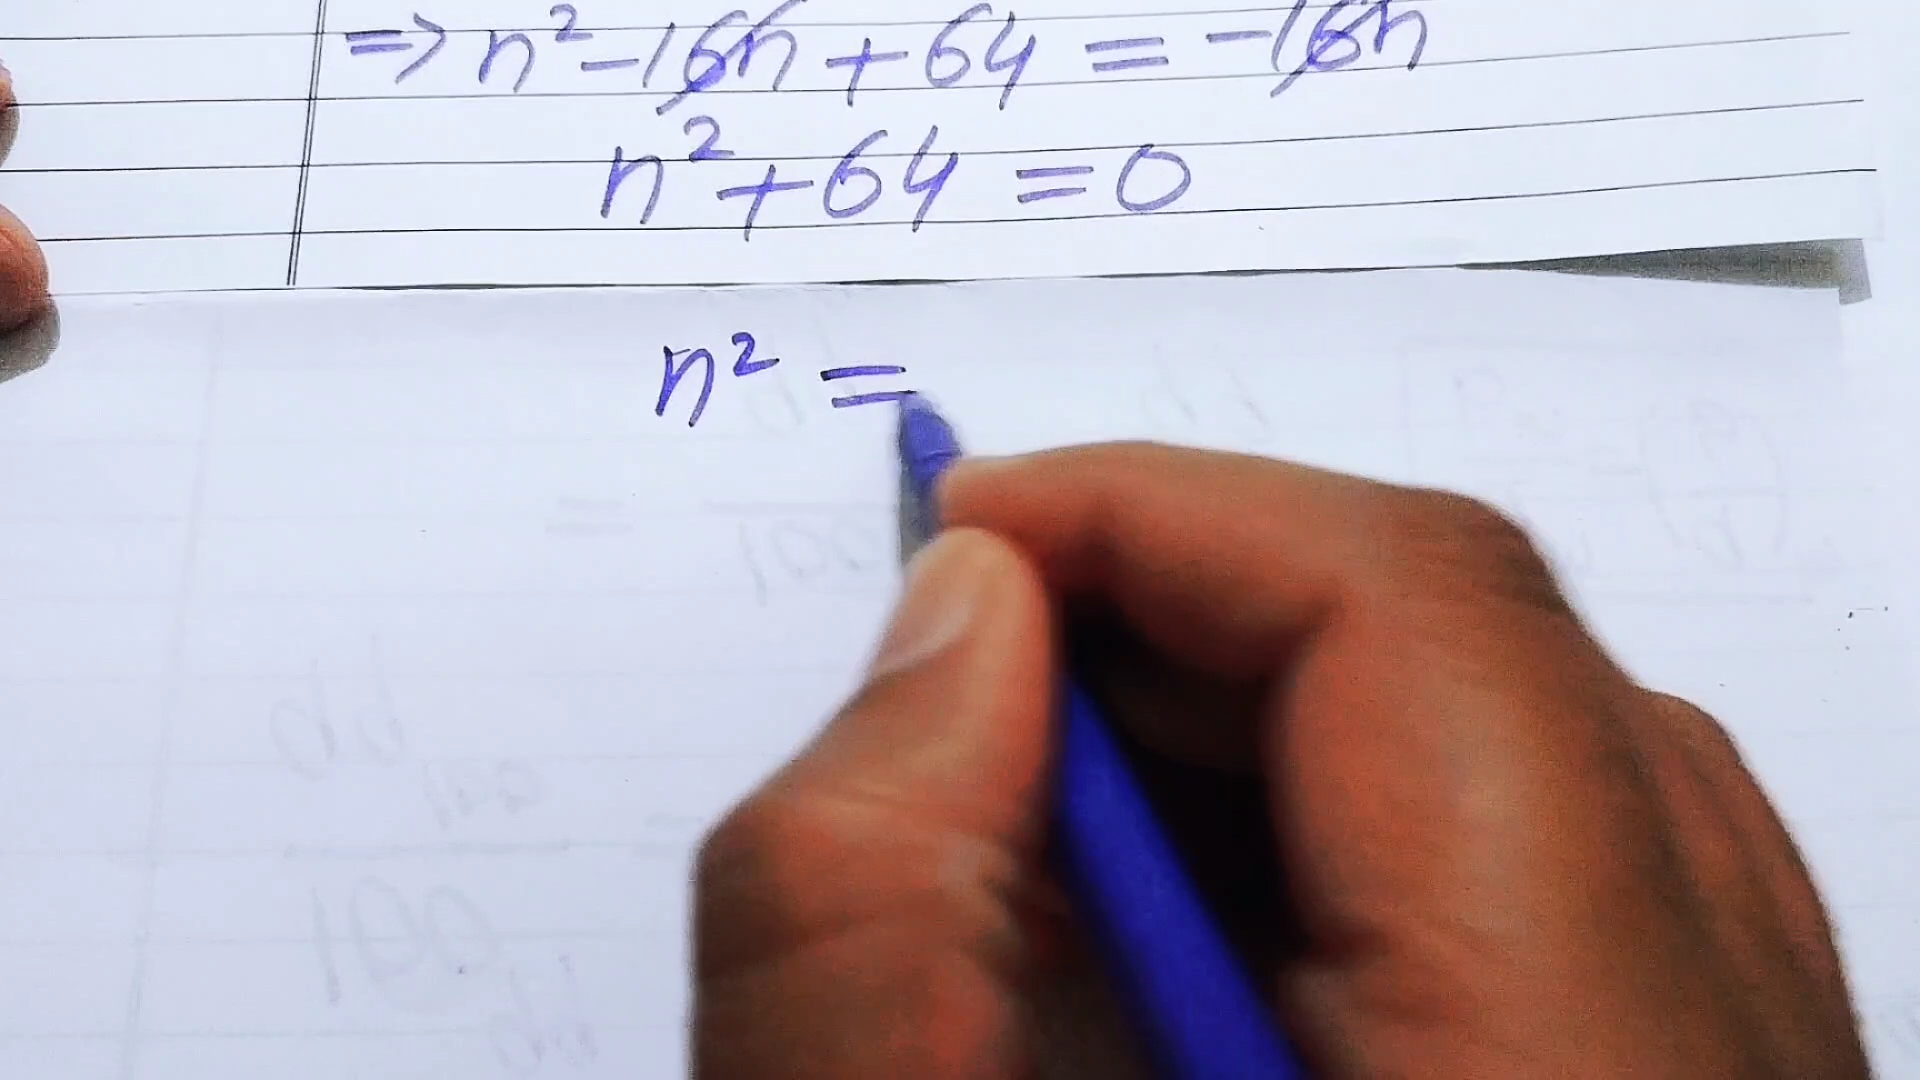 => n² - 16n + 64 = -16n
n² + 64 = 0
n² =